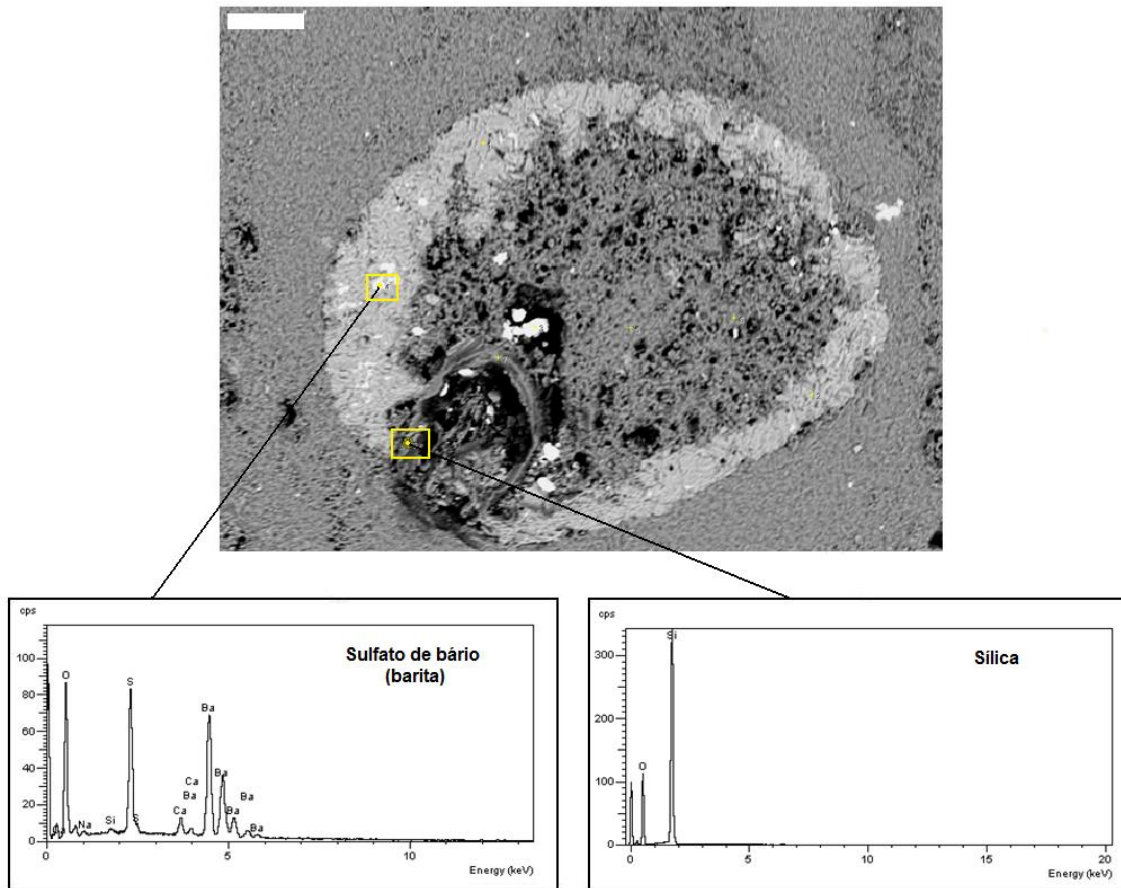 cps
100
80
60
40
20
0
O
Na
Si
S
S
Ca
Ca
Ba
Ba
Ba
Ba
Ba
Ba
0
5
10
Energy (keV)
Sulfato de bário
(barita)
cps
300
200
100
0
O
Si
0
5
10
15
20
Energy (keV)
Sílica